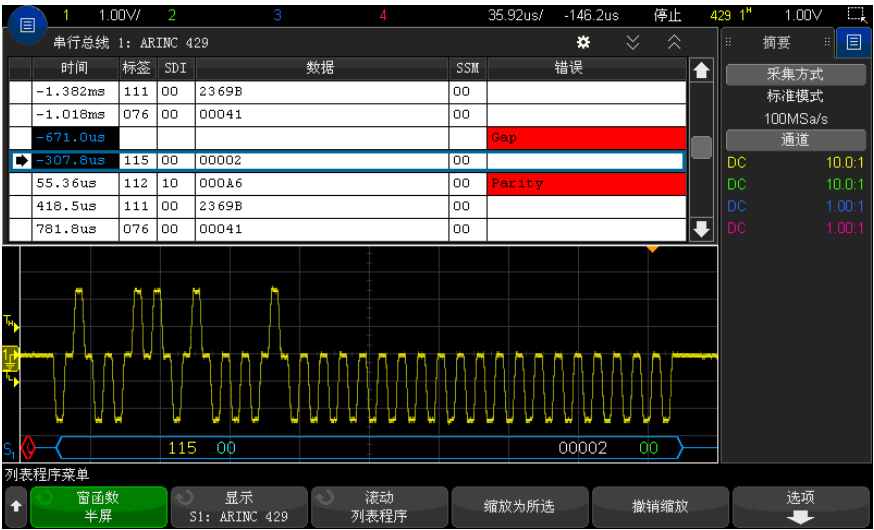 1 1.00V/ 2 3 4 35.92us/ -146.2us 停止 429 1ᴴ 1.00V
串行总线 1: ARINC 429
时间 标签 SDI 数据 SSM 错误
-1.382ms 111 00 2369B 00
-1.018ms 076 00 00041 00
-671.0us Gap
-307.8us 115 00 00002 00
55.36us 112 10 000A6 00 Parity
418.5us 111 00 2369B 00
781.8us 076 00 00041 00
摘要
采集方式
标准模式
100MSa/s
通道
DC 10.0:1
DC 10.0:1
DC 1.00:1
DC 1.00:1
Tʜ
1
Tʟ
S₁ 115 00 00002 00
列表程序菜单
窗函数
半屏
显示
S1: ARINC 429
滚动
列表程序
缩放为所选
撤销缩放
选项